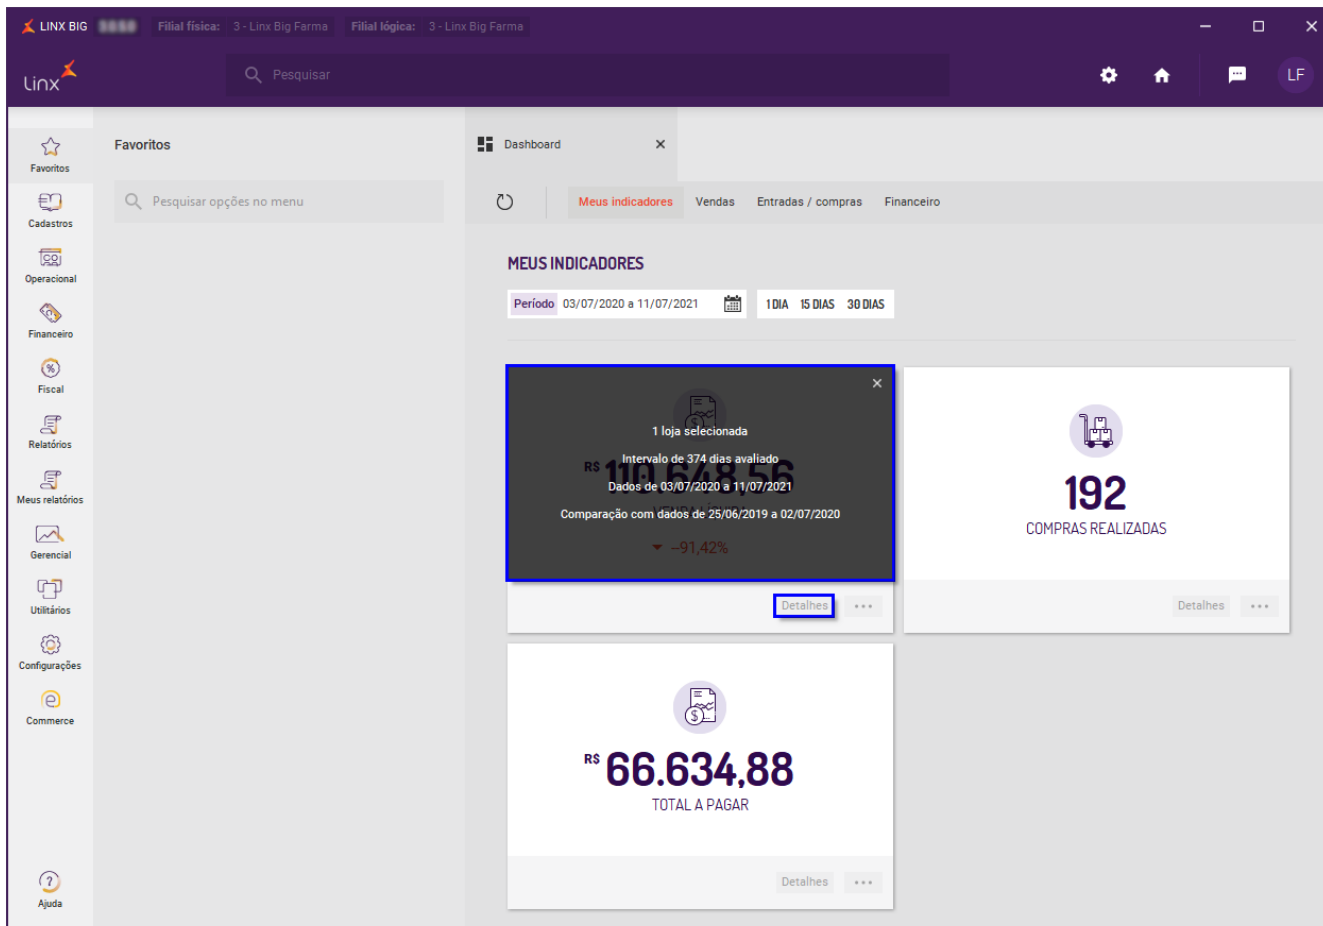 LINX BIG Filial física: 3 - Linx Big Farma Filial lógica: 3 - Linx Big Farma
Linx Pesquisar LF
Favoritos
Cadastros
Operacional
Financeiro
Fiscal
Relatórios
Meus relatórios
Gerencial
Utilitários
Configurações
Commerce
Ajuda
Favoritos
Pesquisar opções no menu
Dashboard
Meus indicadores Vendas Entradas / compras Financeiro
MEUS INDICADORES
Período 03/07/2020 a 11/07/2021 1 DIA 15 DIAS 30 DIAS
1 loja selecionada
Intervalo de 374 dias avaliado
R$ 110.648,56
Dados de 03/07/2020 a 11/07/2021
Comparação com dados de 25/06/2019 a 02/07/2020
–91,42%
Detalhes
192
COMPRAS REALIZADAS
Detalhes
R$ 66.634,88
TOTAL A PAGAR
Detalhes